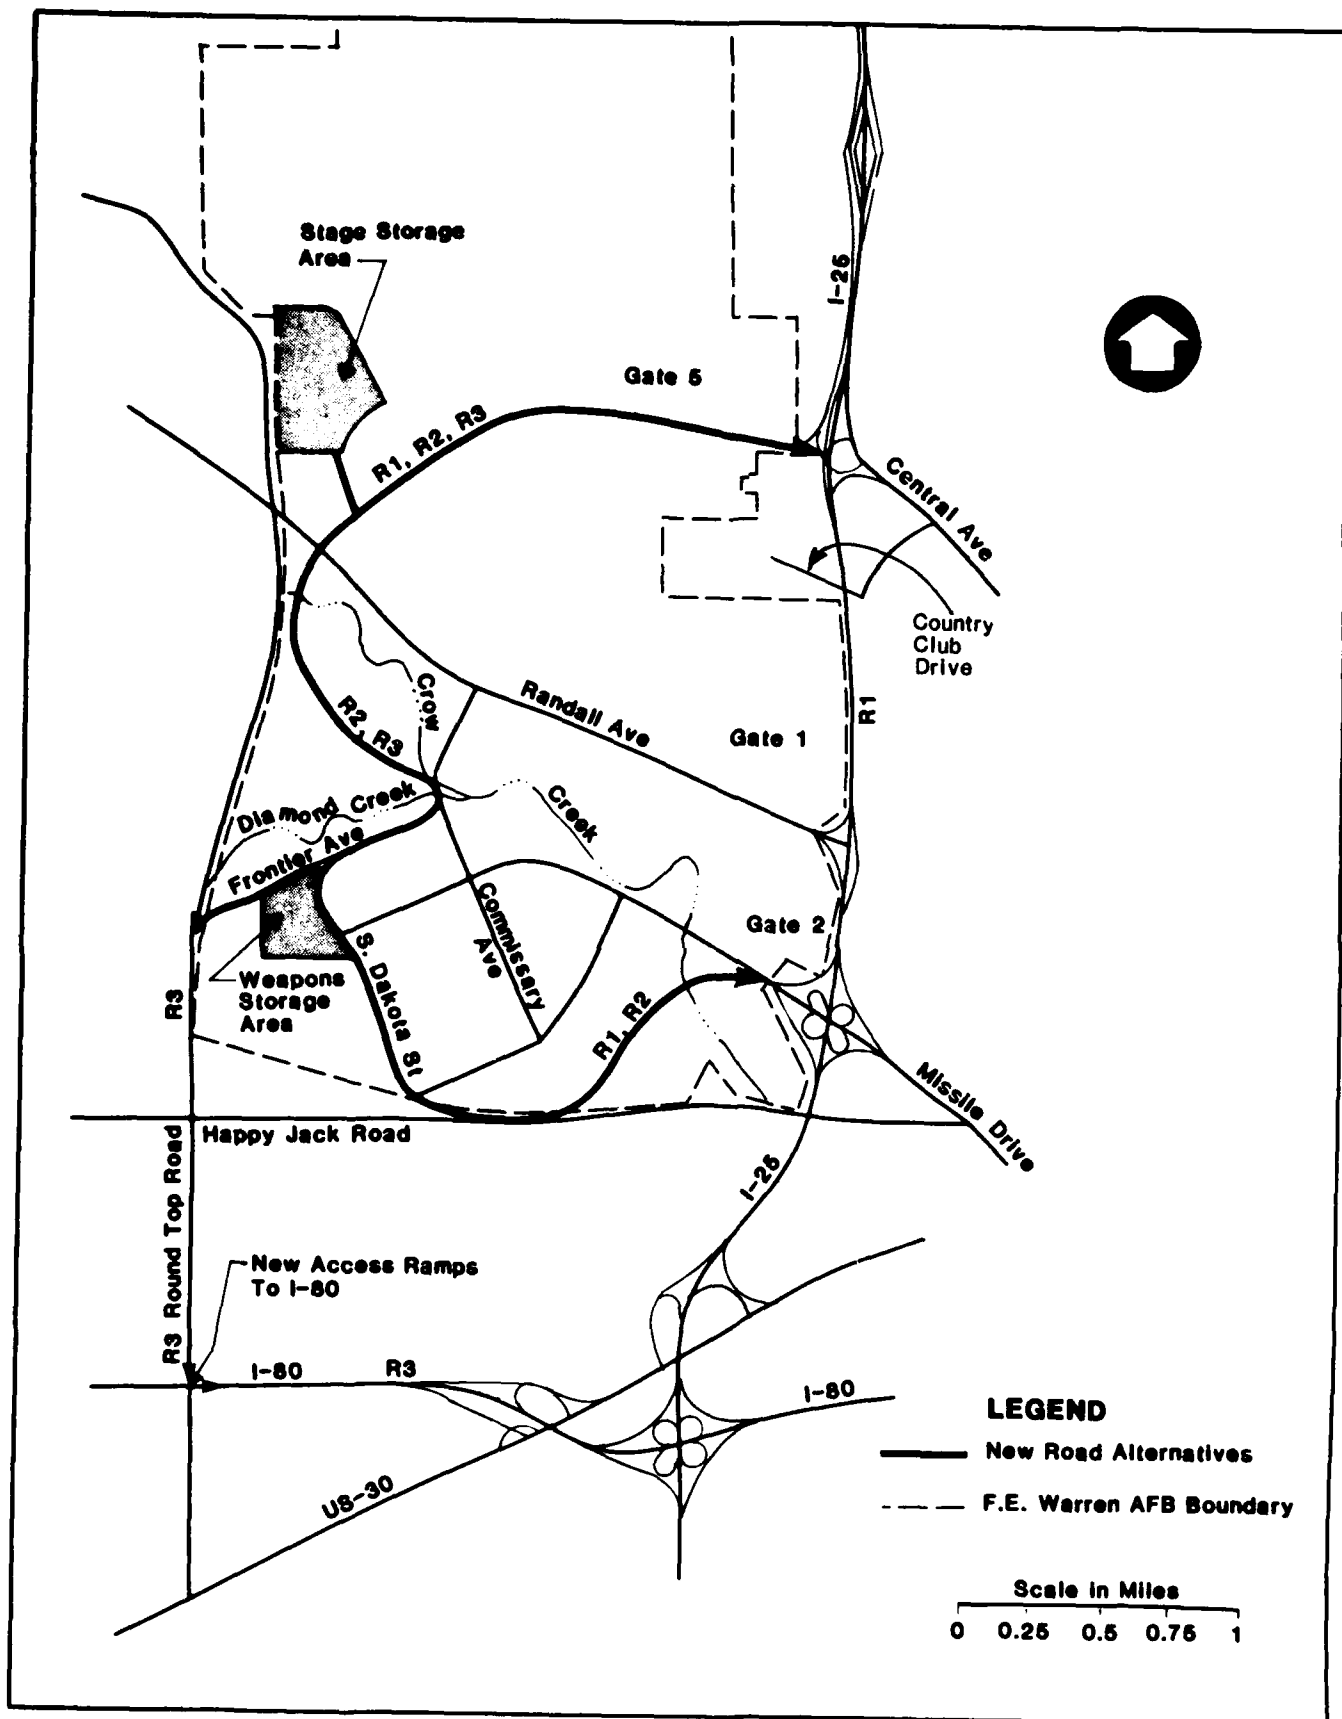 Stage Storage
Area
I-25
Gate 5
R1, R2, R3
Central Ave
Country
Club
Drive
Crow
Randall Ave
R1
R2, R3
Gate 1
Diamond Creek
Creek
Frontier Ave
Commissary
Ave
Gate 2
S. Dakota St
Weapons
Storage
Area
R3
R1, R2
Missile Drive
Happy Jack Road
R3 Round Top Road
I-25
New Access Ramps
To I-80
I-80
R3
I-80
US-30
LEGEND
New Road Alternatives
F.E. Warren AFB Boundary
Scale in Miles
0 0.25 0.5 0.75 1